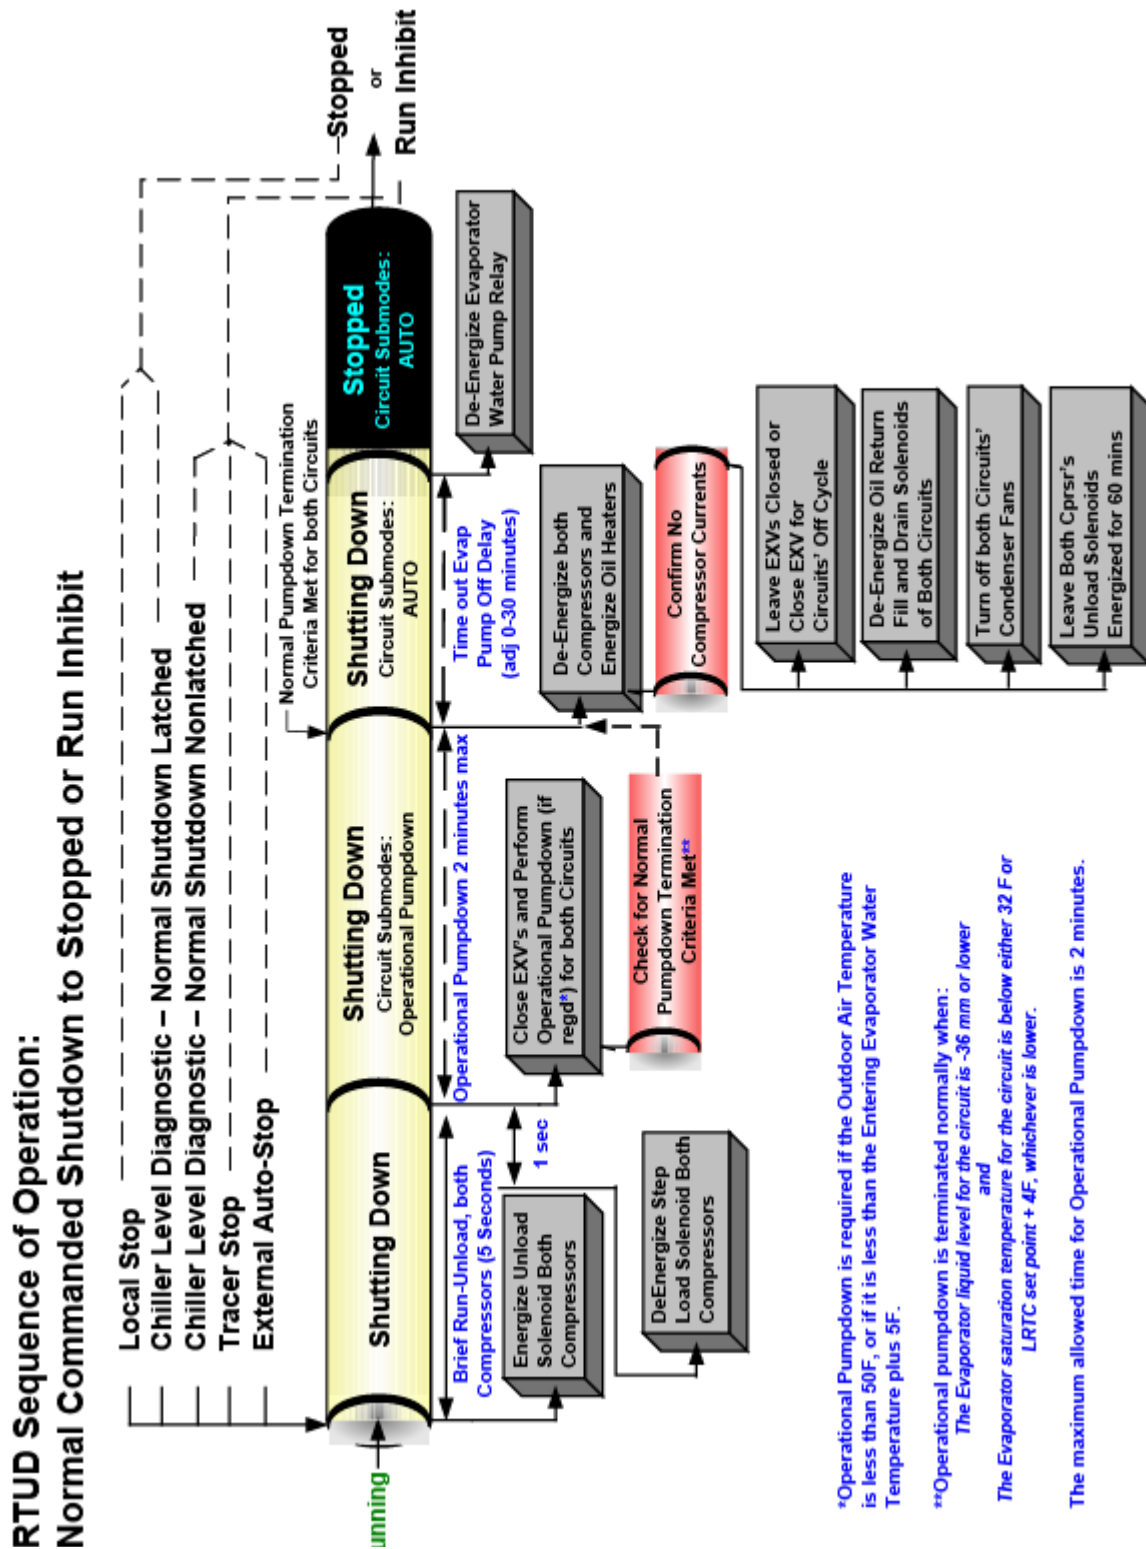 RTUD Sequence of Operation:
Normal Commanded Shutdown to Stopped or Run Inhibit
Local Stop
Chiller Level Diagnostic – Normal Shutdown Latched
Chiller Level Diagnostic – Normal Shutdown Nonlatched
Tracer Stop
External Auto-Stop
Stopped
or
Run Inhibit
Normal Pumpdown Termination
Criteria Met for both Circuits
unning
Shutting Down
Shutting Down
Circuit Submodes:
Operational Pumpdown
Shutting Down
Circuit Submodes:
AUTO
Stopped
Circuit Submodes:
AUTO
Brief Run-Unload, both
Compressors (5 Seconds)
1 sec
Operational Pumpdown 2 minutes max
Time out Evap
Pump Off Delay
(adj 0-30 minutes)
De-Energize Evaporator
Water Pump Relay
Energize Unload
Solenoid Both
Compressors
DeEnergize Step
Load Solenoid Both
Compressors
Close EXV's and Perform
Operational Pumpdown (if
reqd*) for both Circuits
Check for Normal
Pumpdown Termination
Criteria Met**
De-Energize both
Compressors and
Energize Oil Heaters
Confirm No
Compressor Currents
Leave EXVs Closed or
Close EXV for
Circuits' Off Cycle
De-Energize Oil Return
Fill and Drain Solenoids
of Both Circuits
Turn off both Circuits'
Condenser Fans
Leave Both Cprsr's
Unload Solenoids
Energized for 60 mins
*Operational Pumpdown is required if the Outdoor Air Temperature
is less than 50F, or if it is less than the Entering Evaporator Water
Temperature plus 5F.
**Operational pumpdown is terminated normally when:
The Evaporator liquid level for the circuit is -36 mm or lower
and
The Evaporator saturation temperature for the circuit is below either 32 F or
LRTC set point + 4F, whichever is lower.
The maximum allowed time for Operational Pumpdown is 2 minutes.